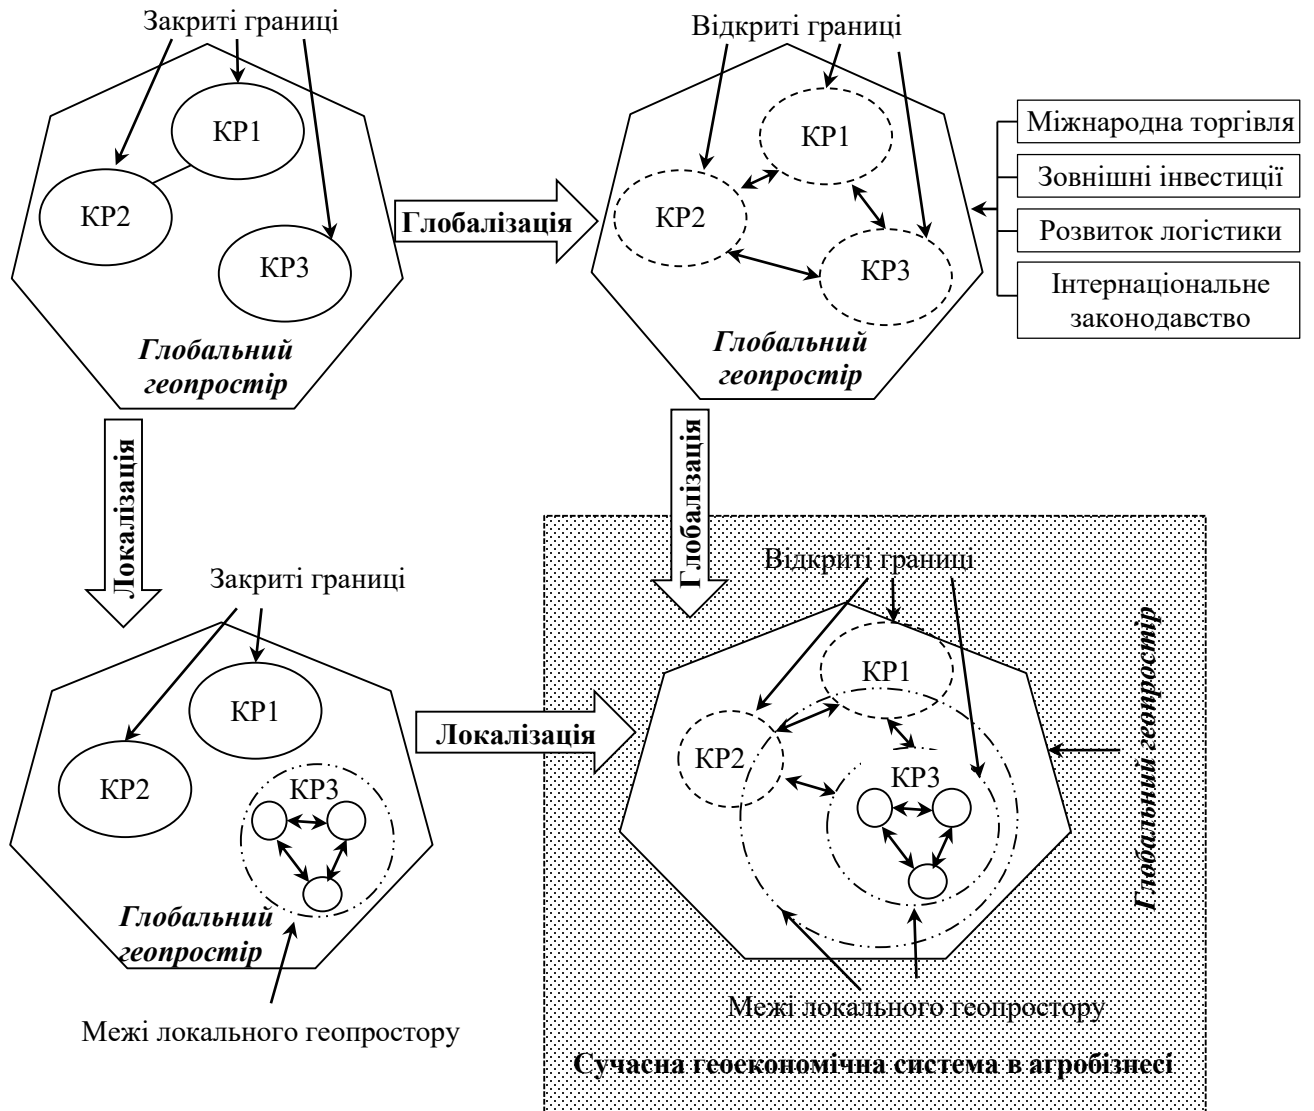 Закриті границі
КР1
КР2
КР3
Глобальний
геопростір
Глобалізація
Відкриті границі
КР1
КР2
КР3
Глобальний
геопростір
Міжнародна торгівля
Зовнішні інвестиції
Розвиток логістики
Інтернаціональне
законодавство
Локалізація
Глобалізація
Закриті границі
КР1
КР2
КР3
Глобальний
геопростір
Межі локального геопростору
Локалізація
Відкриті границі
КР1
КР2
КР3
Глобальний геопростір
Межі локального геопростору
Сучасна геоекономічна система в агробізнесі